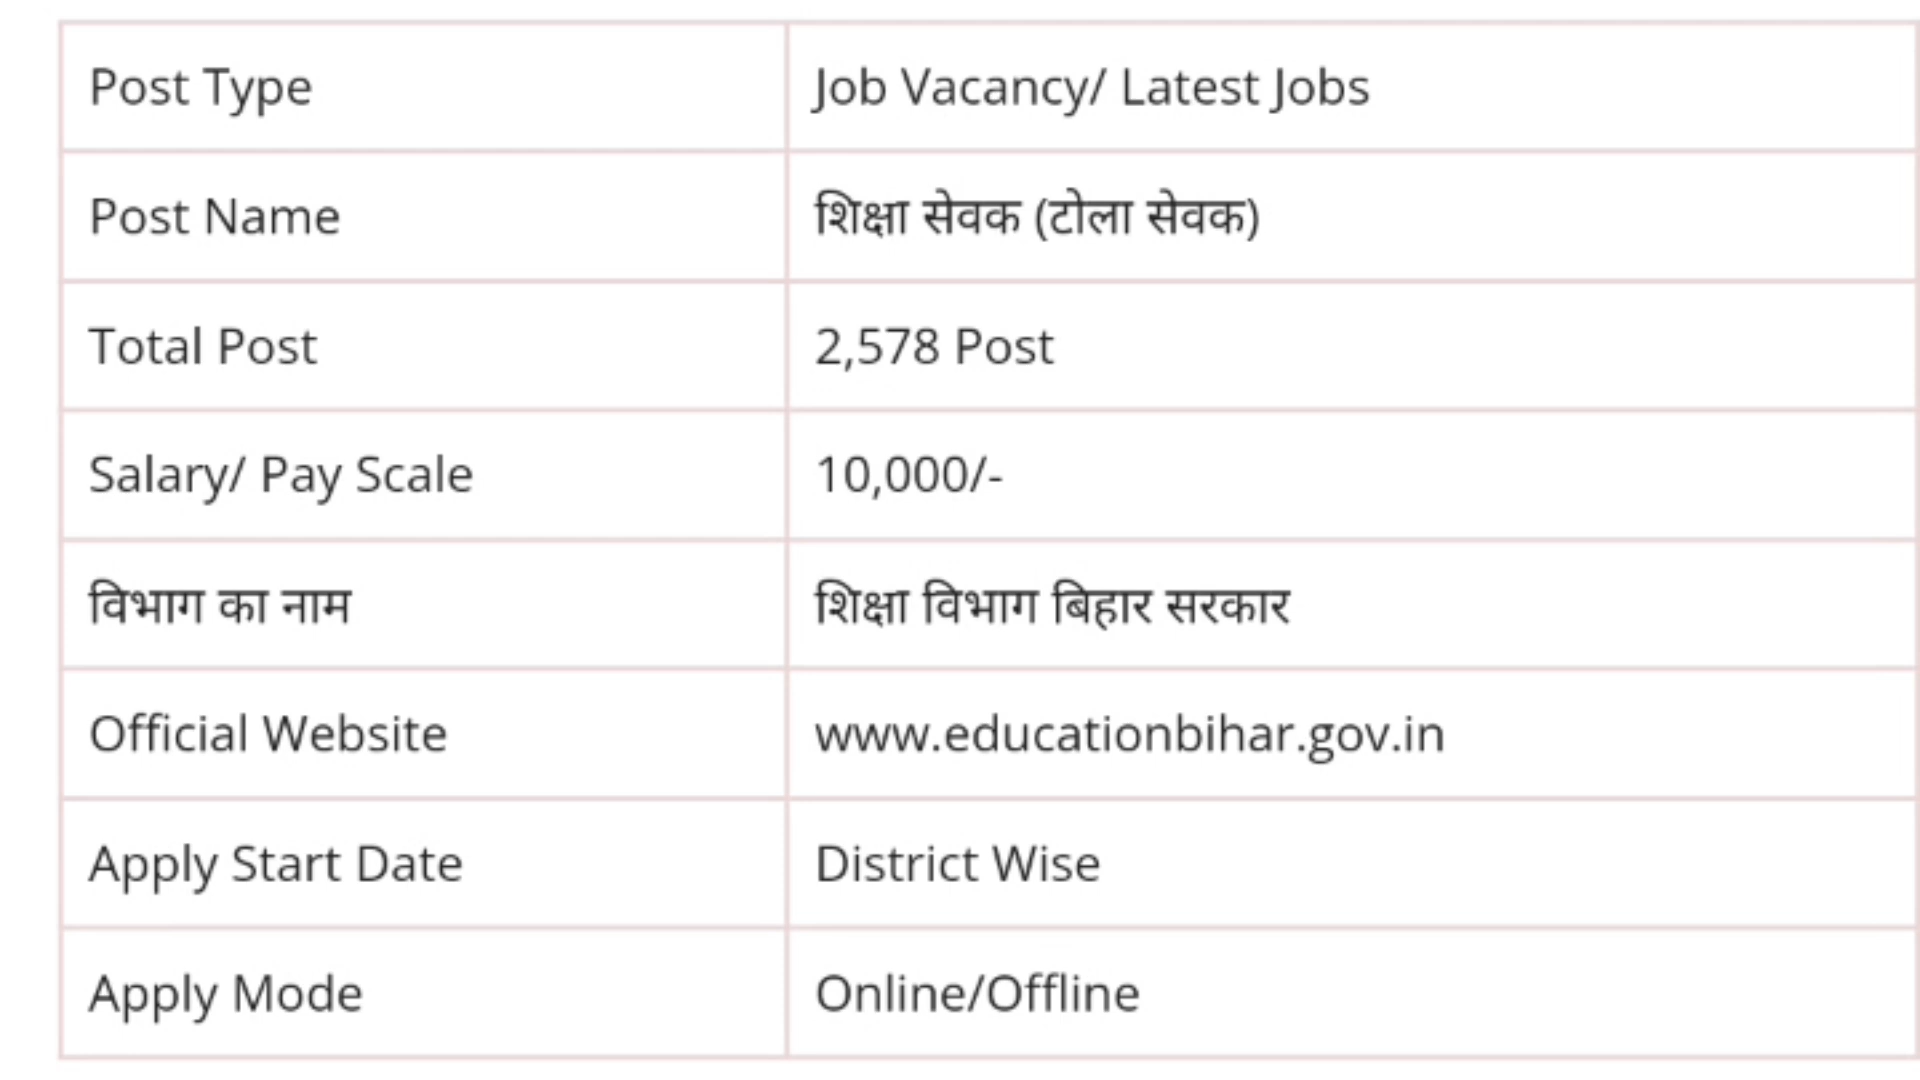 Post Type
Job Vacancy/ Latest Jobs
Post Name
शिक्षा सेवक (टोला सेवक)
Total Post
2,578 Post
Salary/ Pay Scale
10,000/-
विभाग का नाम
शिक्षा विभाग बिहार सरकार
Official Website
www.educationbihar.gov.in
Apply Start Date
District Wise
Apply Mode
Online/Offline